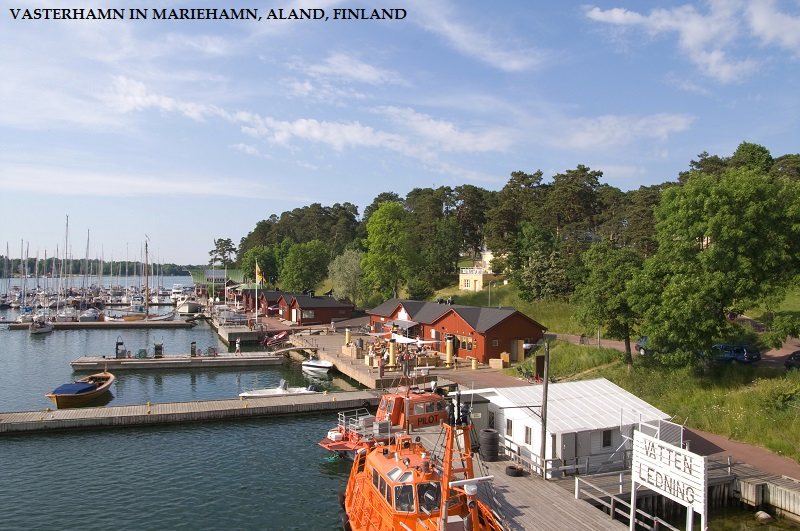 VASTERHAMN IN MARIEHAMN, ALAND, FINLAND
PILOT
VATTEN
LEDNING